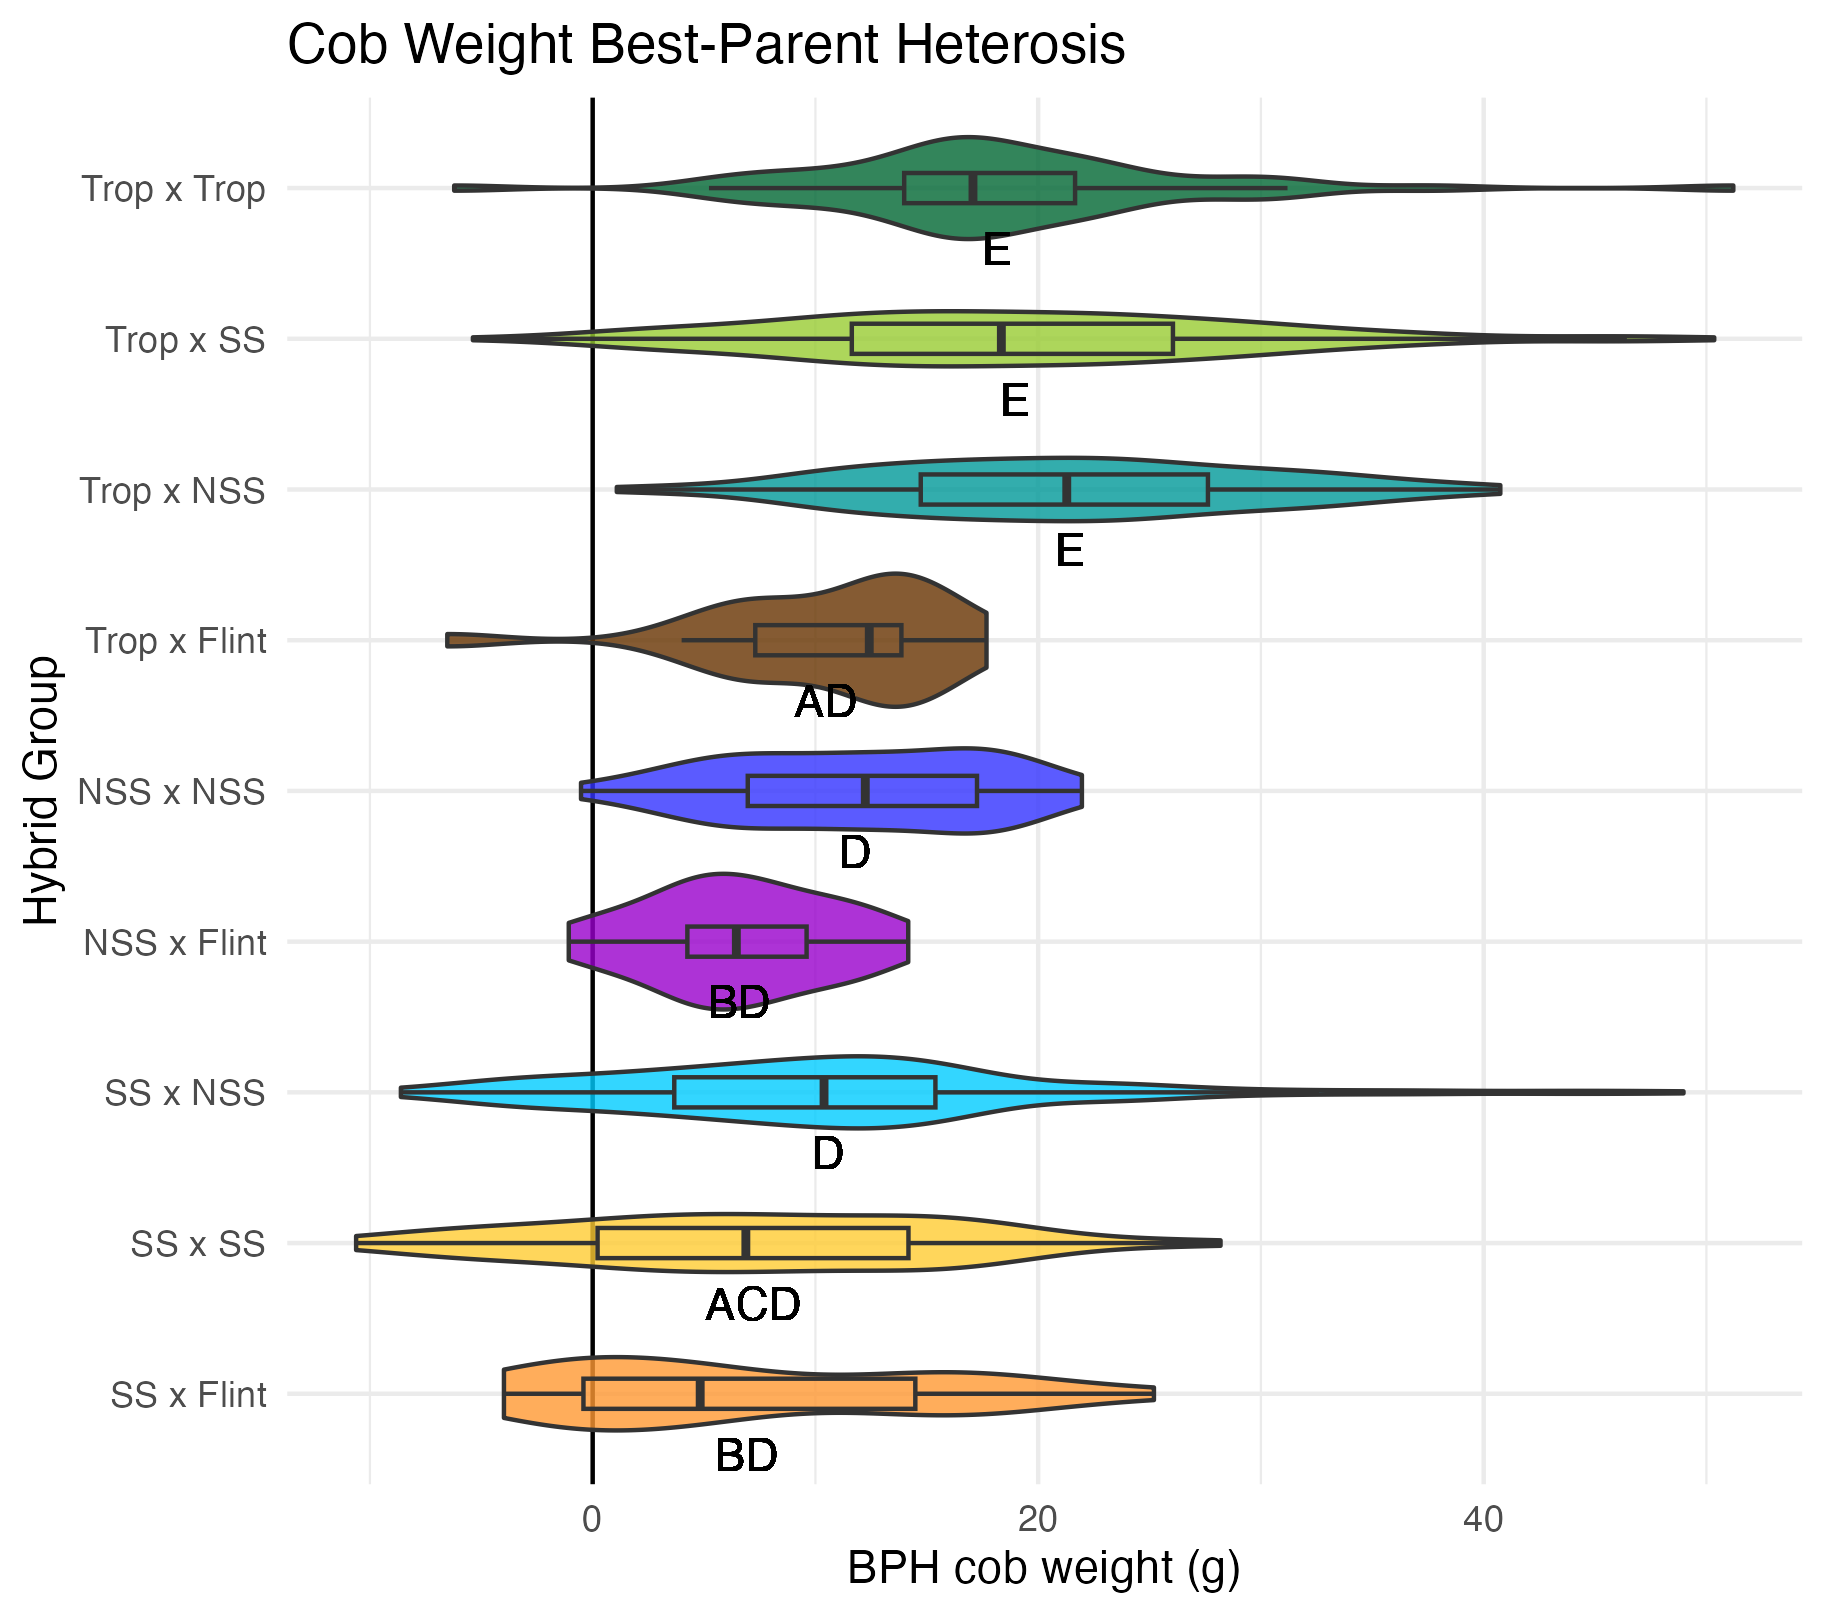 Cob Weight Best-Parent Heterosis
Hybrid Group
Trop x Trop
E
Trop x SS
E
Trop x NSS
E
Trop x Flint
AD
NSS x NSS
D
NSS x Flint
BD
SS x NSS
D
SS x SS
ACD
SS x Flint
BD
0 20 40
BPH cob weight (g)